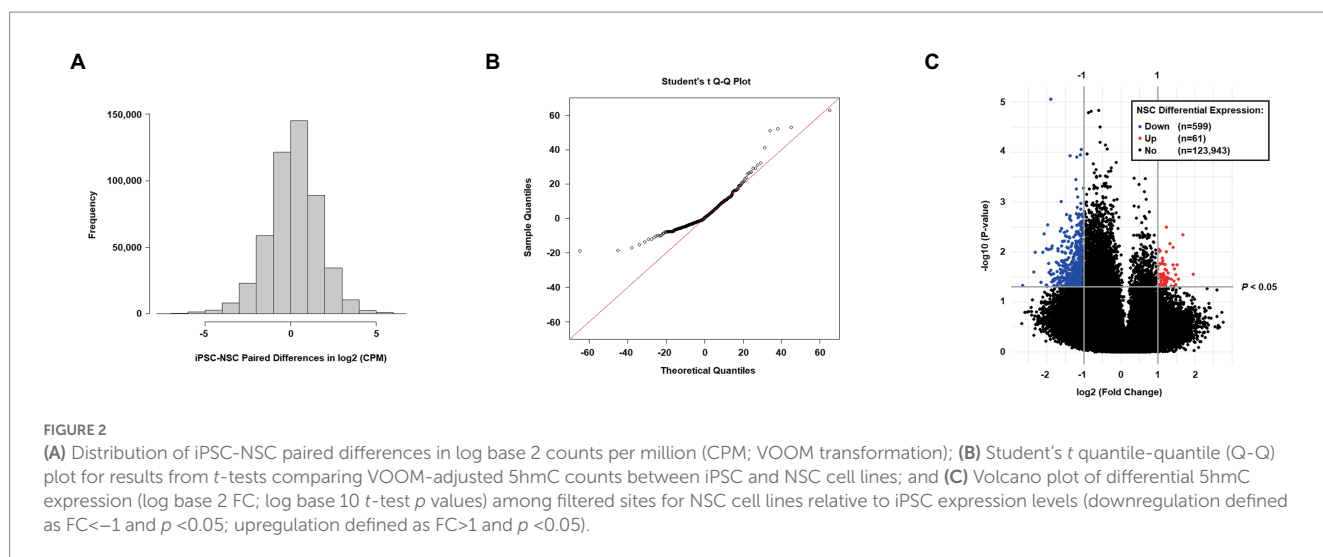 A
150,000
100,000
50,000
0
Frequency
-5 0 5
iPSC-NSC Paired Differences in log2 (CPM)
B
Student's t Q-Q Plot
60
40
20
0
-20
-40
-60
Sample Quantiles
-60 -40 -20 0 20 40 60
Theoretical Quantiles
C
-1 1
5
4
3
2
1
0
-log10 (P-value)
NSC Differential Expression:
Down (n=599)
Up (n=61)
No (n=123,943)
P < 0.05
-2 -1 0 1 2
log2 (Fold Change)
FIGURE 2
(A) Distribution of iPSC-NSC paired differences in log base 2 counts per million (CPM; VOOM transformation); (B) Student's t quantile-quantile (Q-Q)
plot for results from t-tests comparing VOOM-adjusted 5hmC counts between iPSC and NSC cell lines; and (C) Volcano plot of differential 5hmC
expression (log base 2 FC; log base 10 t-test p values) among filtered sites for NSC cell lines relative to iPSC expression levels (downregulation defined
as FC<−1 and p <0.05; upregulation defined as FC>1 and p <0.05).